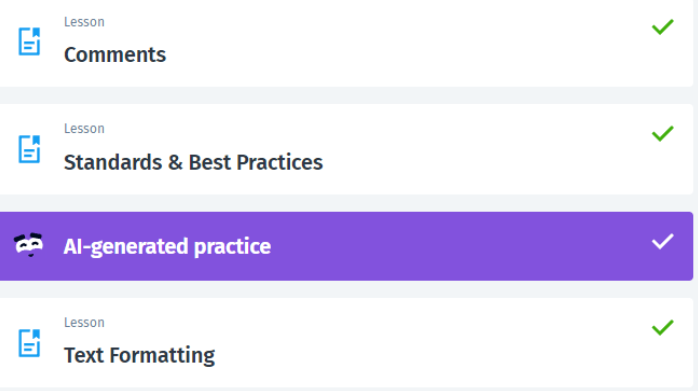 Lesson
Comments
Lesson
Standards & Best Practices
AI-generated practice
Lesson
Text Formatting